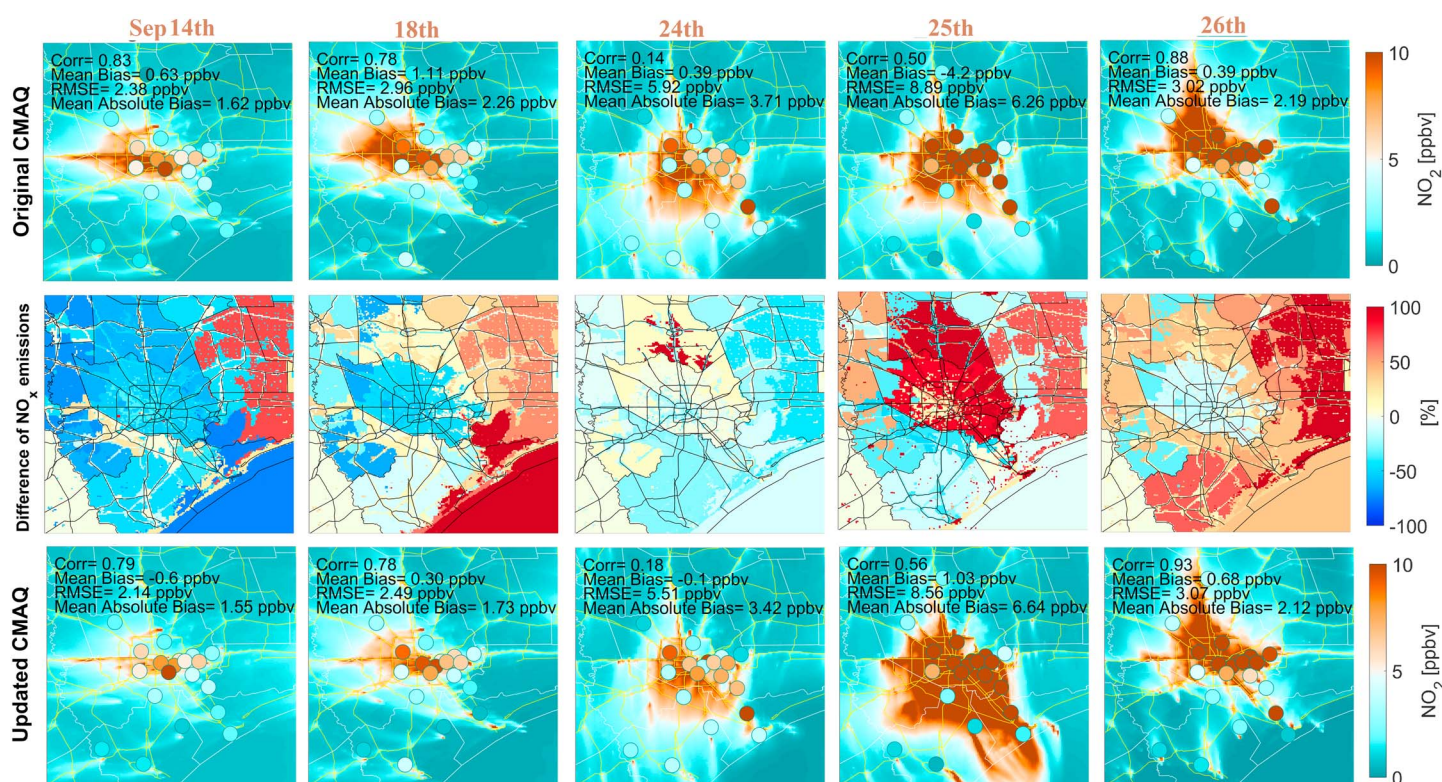 Sep14th
18th
24th
25th
26th
Original CMAQ
Corr= 0.83
Mean Bias= 0.63 ppbv
RMSE= 2.38 ppbv
Mean Absolute Bias= 1.62 ppbv
Corr= 0.78
Mean Bias= 1.11 ppbv
RMSE= 2.96 ppbv
Mean Absolute Bias= 2.26 ppbv
Corr= 0.14
Mean Bias= 0.39 ppbv
RMSE= 5.92 ppbv
Mean Absolute Bias= 3.71 ppbv
Corr= 0.50
Mean Bias= -4.2 ppbv
RMSE= 8.89 ppbv
Mean Absolute Bias= 6.26 ppbv
Corr= 0.88
Mean Bias= 0.39 ppbv
RMSE= 3.02 ppbv
Mean Absolute Bias= 2.19 ppbv
10
5
0
NO2 [ppbv]
Difference of NOx emissions
100
50
0
-50
-100
[%]
Updated CMAQ
Corr= 0.79
Mean Bias= -0.6 ppbv
RMSE= 2.14 ppbv
Mean Absolute Bias= 1.55 ppbv
Corr= 0.78
Mean Bias= 0.30 ppbv
RMSE= 2.49 ppbv
Mean Absolute Bias= 1.73 ppbv
Corr= 0.18
Mean Bias= -0.1 ppbv
RMSE= 5.51 ppbv
Mean Absolute Bias= 3.42 ppbv
Corr= 0.56
Mean Bias= 1.03 ppbv
RMSE= 8.56 ppbv
Mean Absolute Bias= 6.64 ppbv
Corr= 0.93
Mean Bias= 0.68 ppbv
RMSE= 3.07 ppbv
Mean Absolute Bias= 2.12 ppbv
10
5
0
NO2 [ppbv]